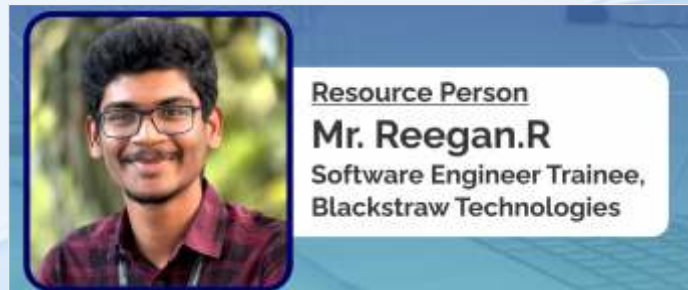 Resource Person
Mr. Reegan.R
Software Engineer Trainee,
Blackstraw Technologies